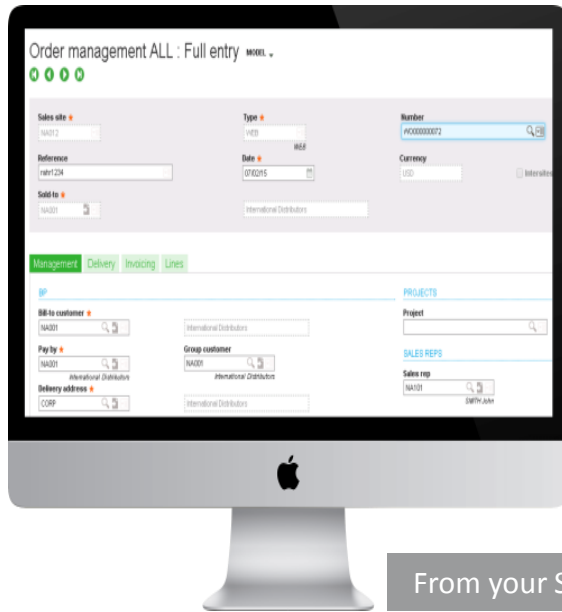 Order management ALL : Full entry MODEL
Sales site * Type * Number
NA012 WEB WO000000072
WEB
Reference Date * Currency
07/02/15 USD Intersites
Sold-to *
NA001 International Distributors
Management Delivery Invoicing Lines
BP PROJECTS
Bill-to customer * Project
NA001 International Distributors
Pay by * Group customer SALES REPS
NA001 NA001 Sales rep
International Distributors International Distributors NA101
Delivery address * SMITH John
CORP International Distributors
From your S